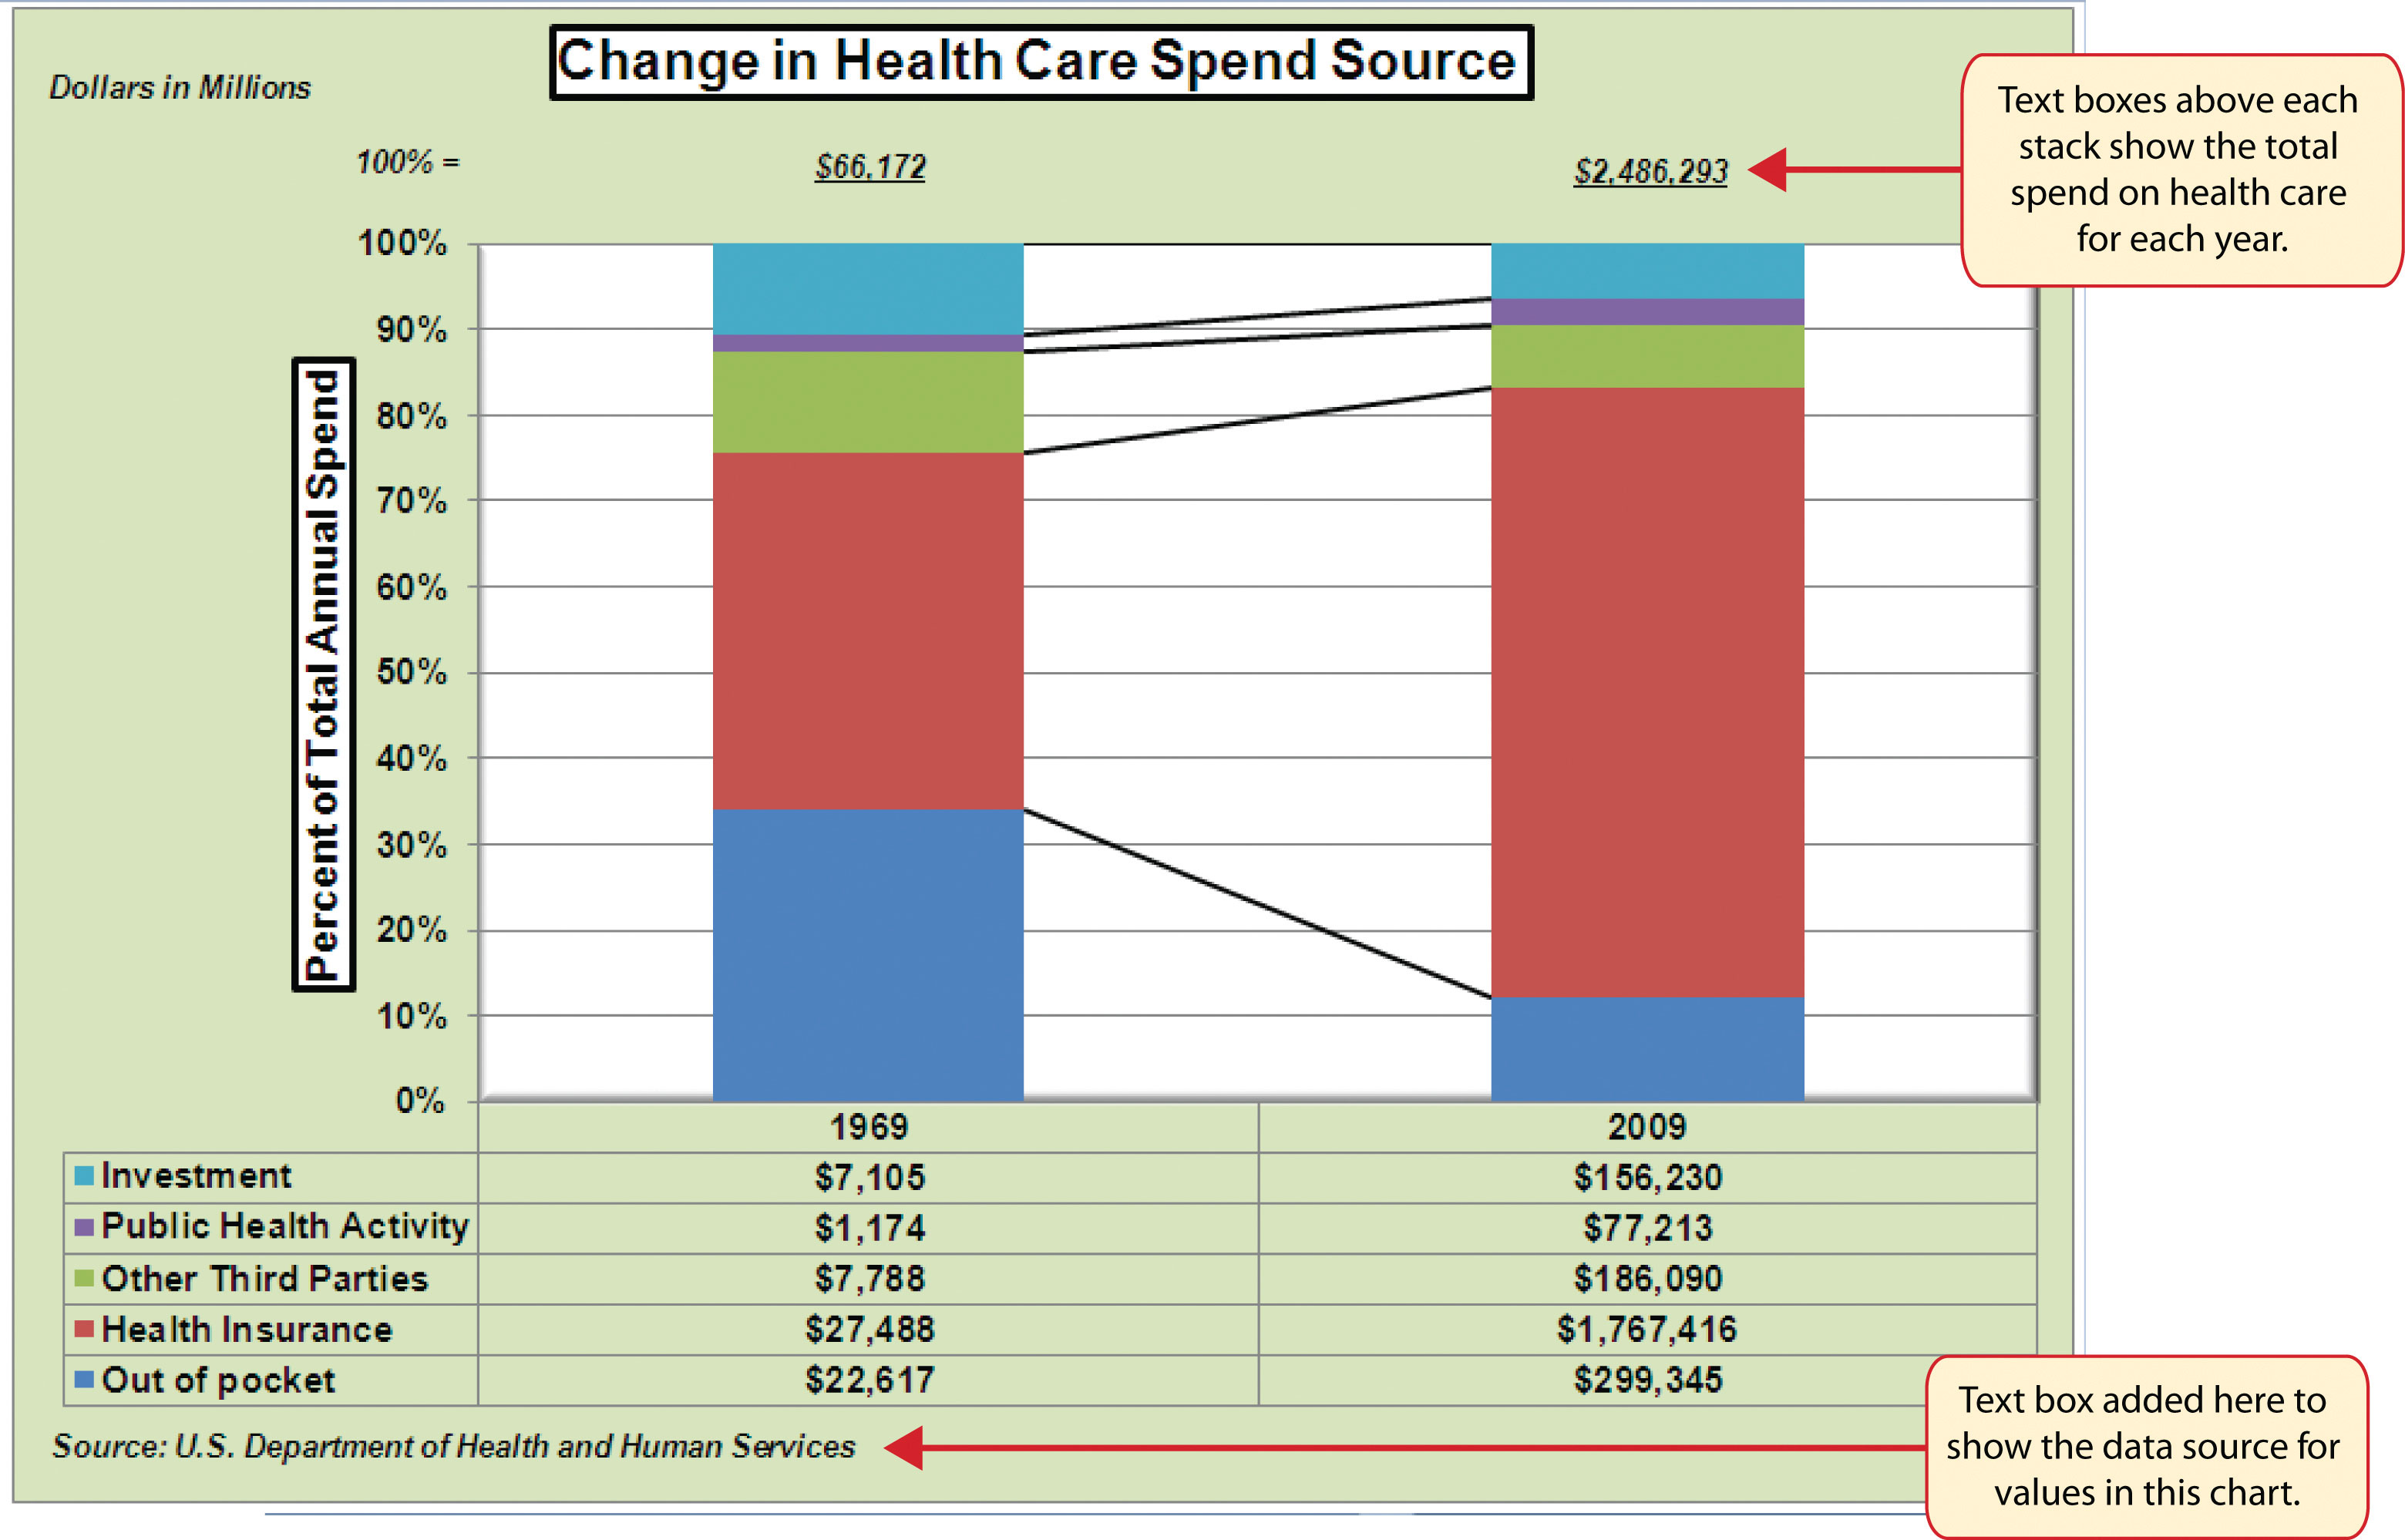 Change in Health Care Spend Source
Dollars in Millions
100% =
$66,172
$2,486,293
Text boxes above each
stack show the total
spend on health care
for each year.
Percent of Total Annual Spend
100%
90%
80%
70%
60%
50%
40%
30%
20%
10%
0%
1969 2009
Investment $7,105 $156,230
Public Health Activity $1,174 $77,213
Other Third Parties $7,788 $186,090
Health Insurance $27,488 $1,767,416
Out of pocket $22,617 $299,345
Source: U.S. Department of Health and Human Services
Text box added here to
show the data source for
values in this chart.